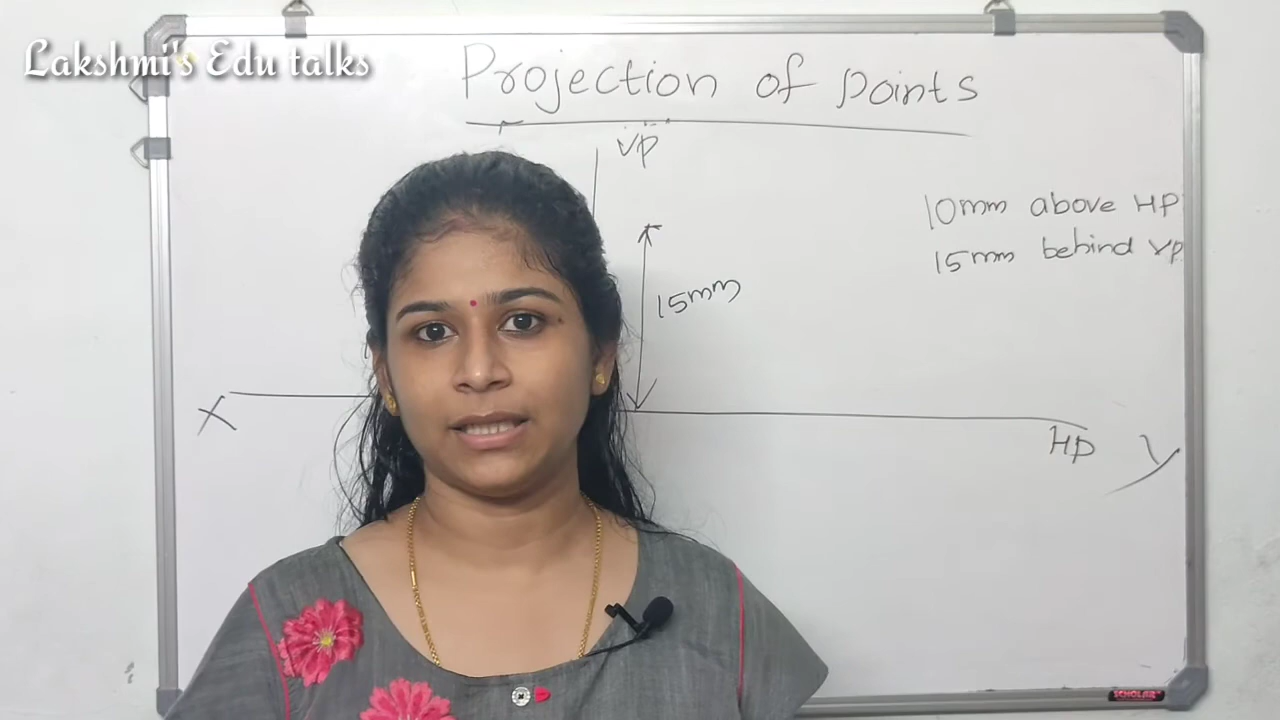 Lakshmi's Edu talks
Projection of points
VP
10mm above HP
15mm behind VP
15mm
X
HP
Y
SCHOLAR